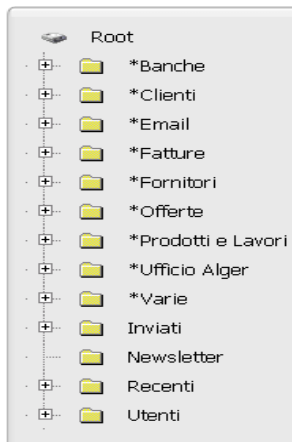 Root
*Banche
*Clienti
*Email
*Fatture
*Fornitori
*Offerte
*Prodotti e Lavori
*Ufficio Alger
*Varie
Inviati
Newsletter
Recenti
Utenti